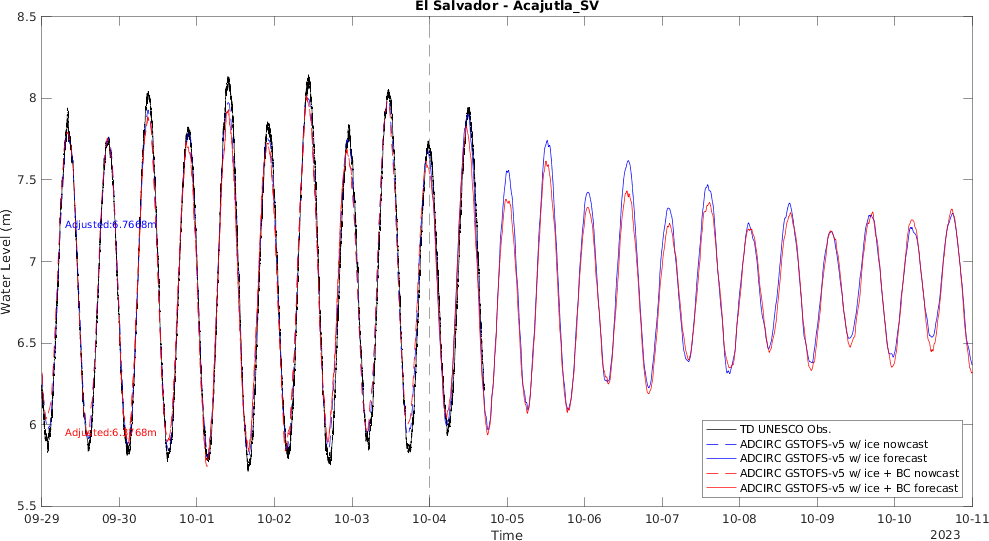 El Salvador - Acajutla_SV
8.5
8
7.5
7
6.5
6
5.5
Water Level (m)
Adjusted:6.7668m
TD UNESCO Obs.
ADCIRC GSTOFS-v5 w/ ice nowcast
ADCIRC GSTOFS-v5 w/ ice forecast
ADCIRC GSTOFS-v5 w/ ice + BC nowcast
ADCIRC GSTOFS-v5 w/ ice + BC forecast
09-29 09-30 10-01 10-02 10-03 10-04 10-05 10-06 10-07 10-08 10-09 10-10 10-11
Time
2023